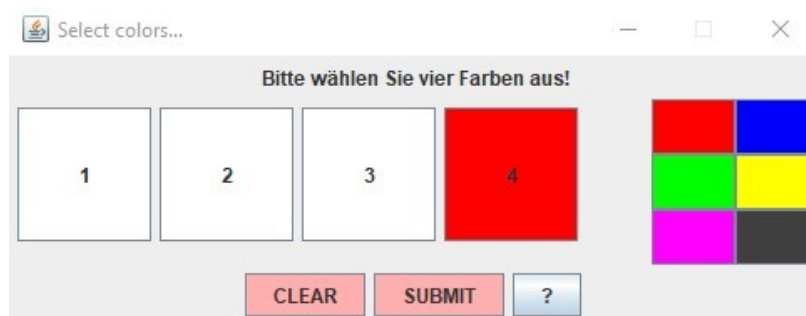 Select colors...
Bitte wählen Sie vier Farben aus!
1 2 3 4
CLEAR SUBMIT ?